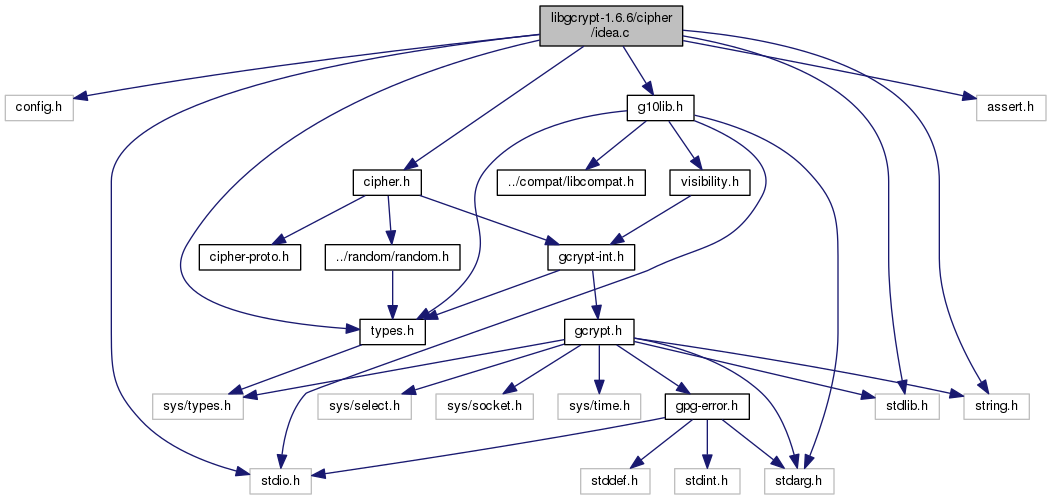 libgcrypt-1.6.6/cipher
/idea.c
config.h
g10lib.h
assert.h
cipher.h
../compat/libcompat.h
visibility.h
cipher-proto.h
../random/random.h
gcrypt-int.h
types.h
gcrypt.h
sys/types.h
sys/select.h
sys/socket.h
sys/time.h
gpg-error.h
stdlib.h
string.h
stdio.h
stddef.h
stdint.h
stdarg.h